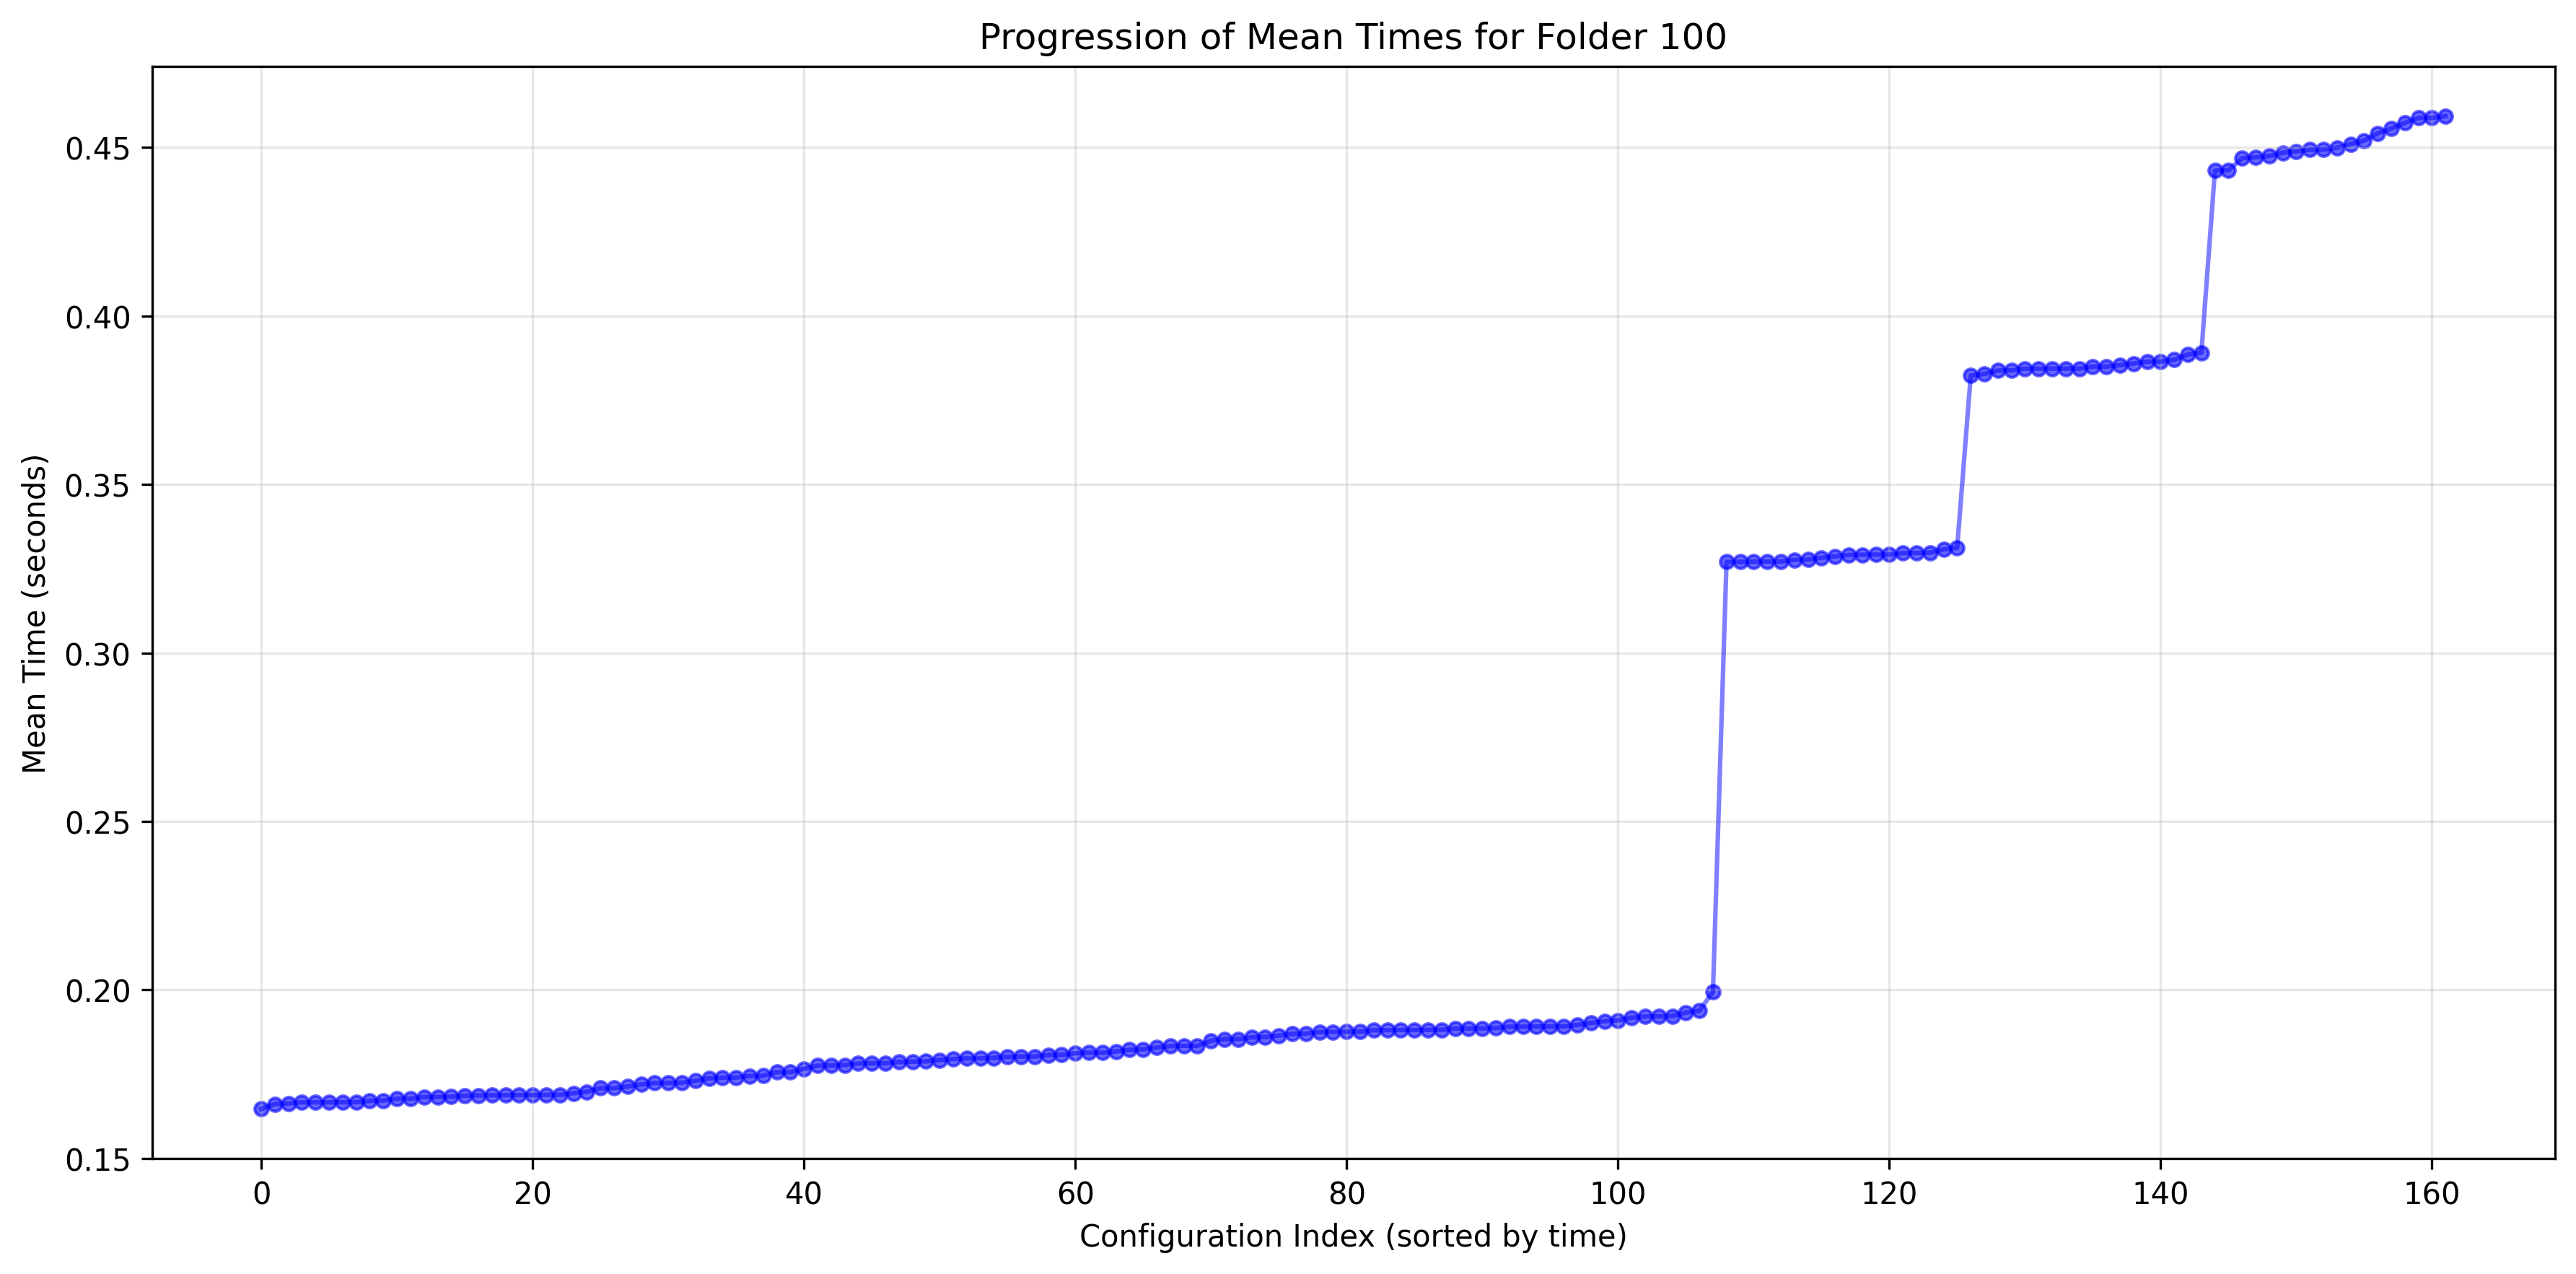 Progression of Mean Times for Folder 100
Mean Time (seconds)
0.45
0.40
0.35
0.30
0.25
0.20
0.15
0 20 40 60 80 100 120 140 160
Configuration Index (sorted by time)